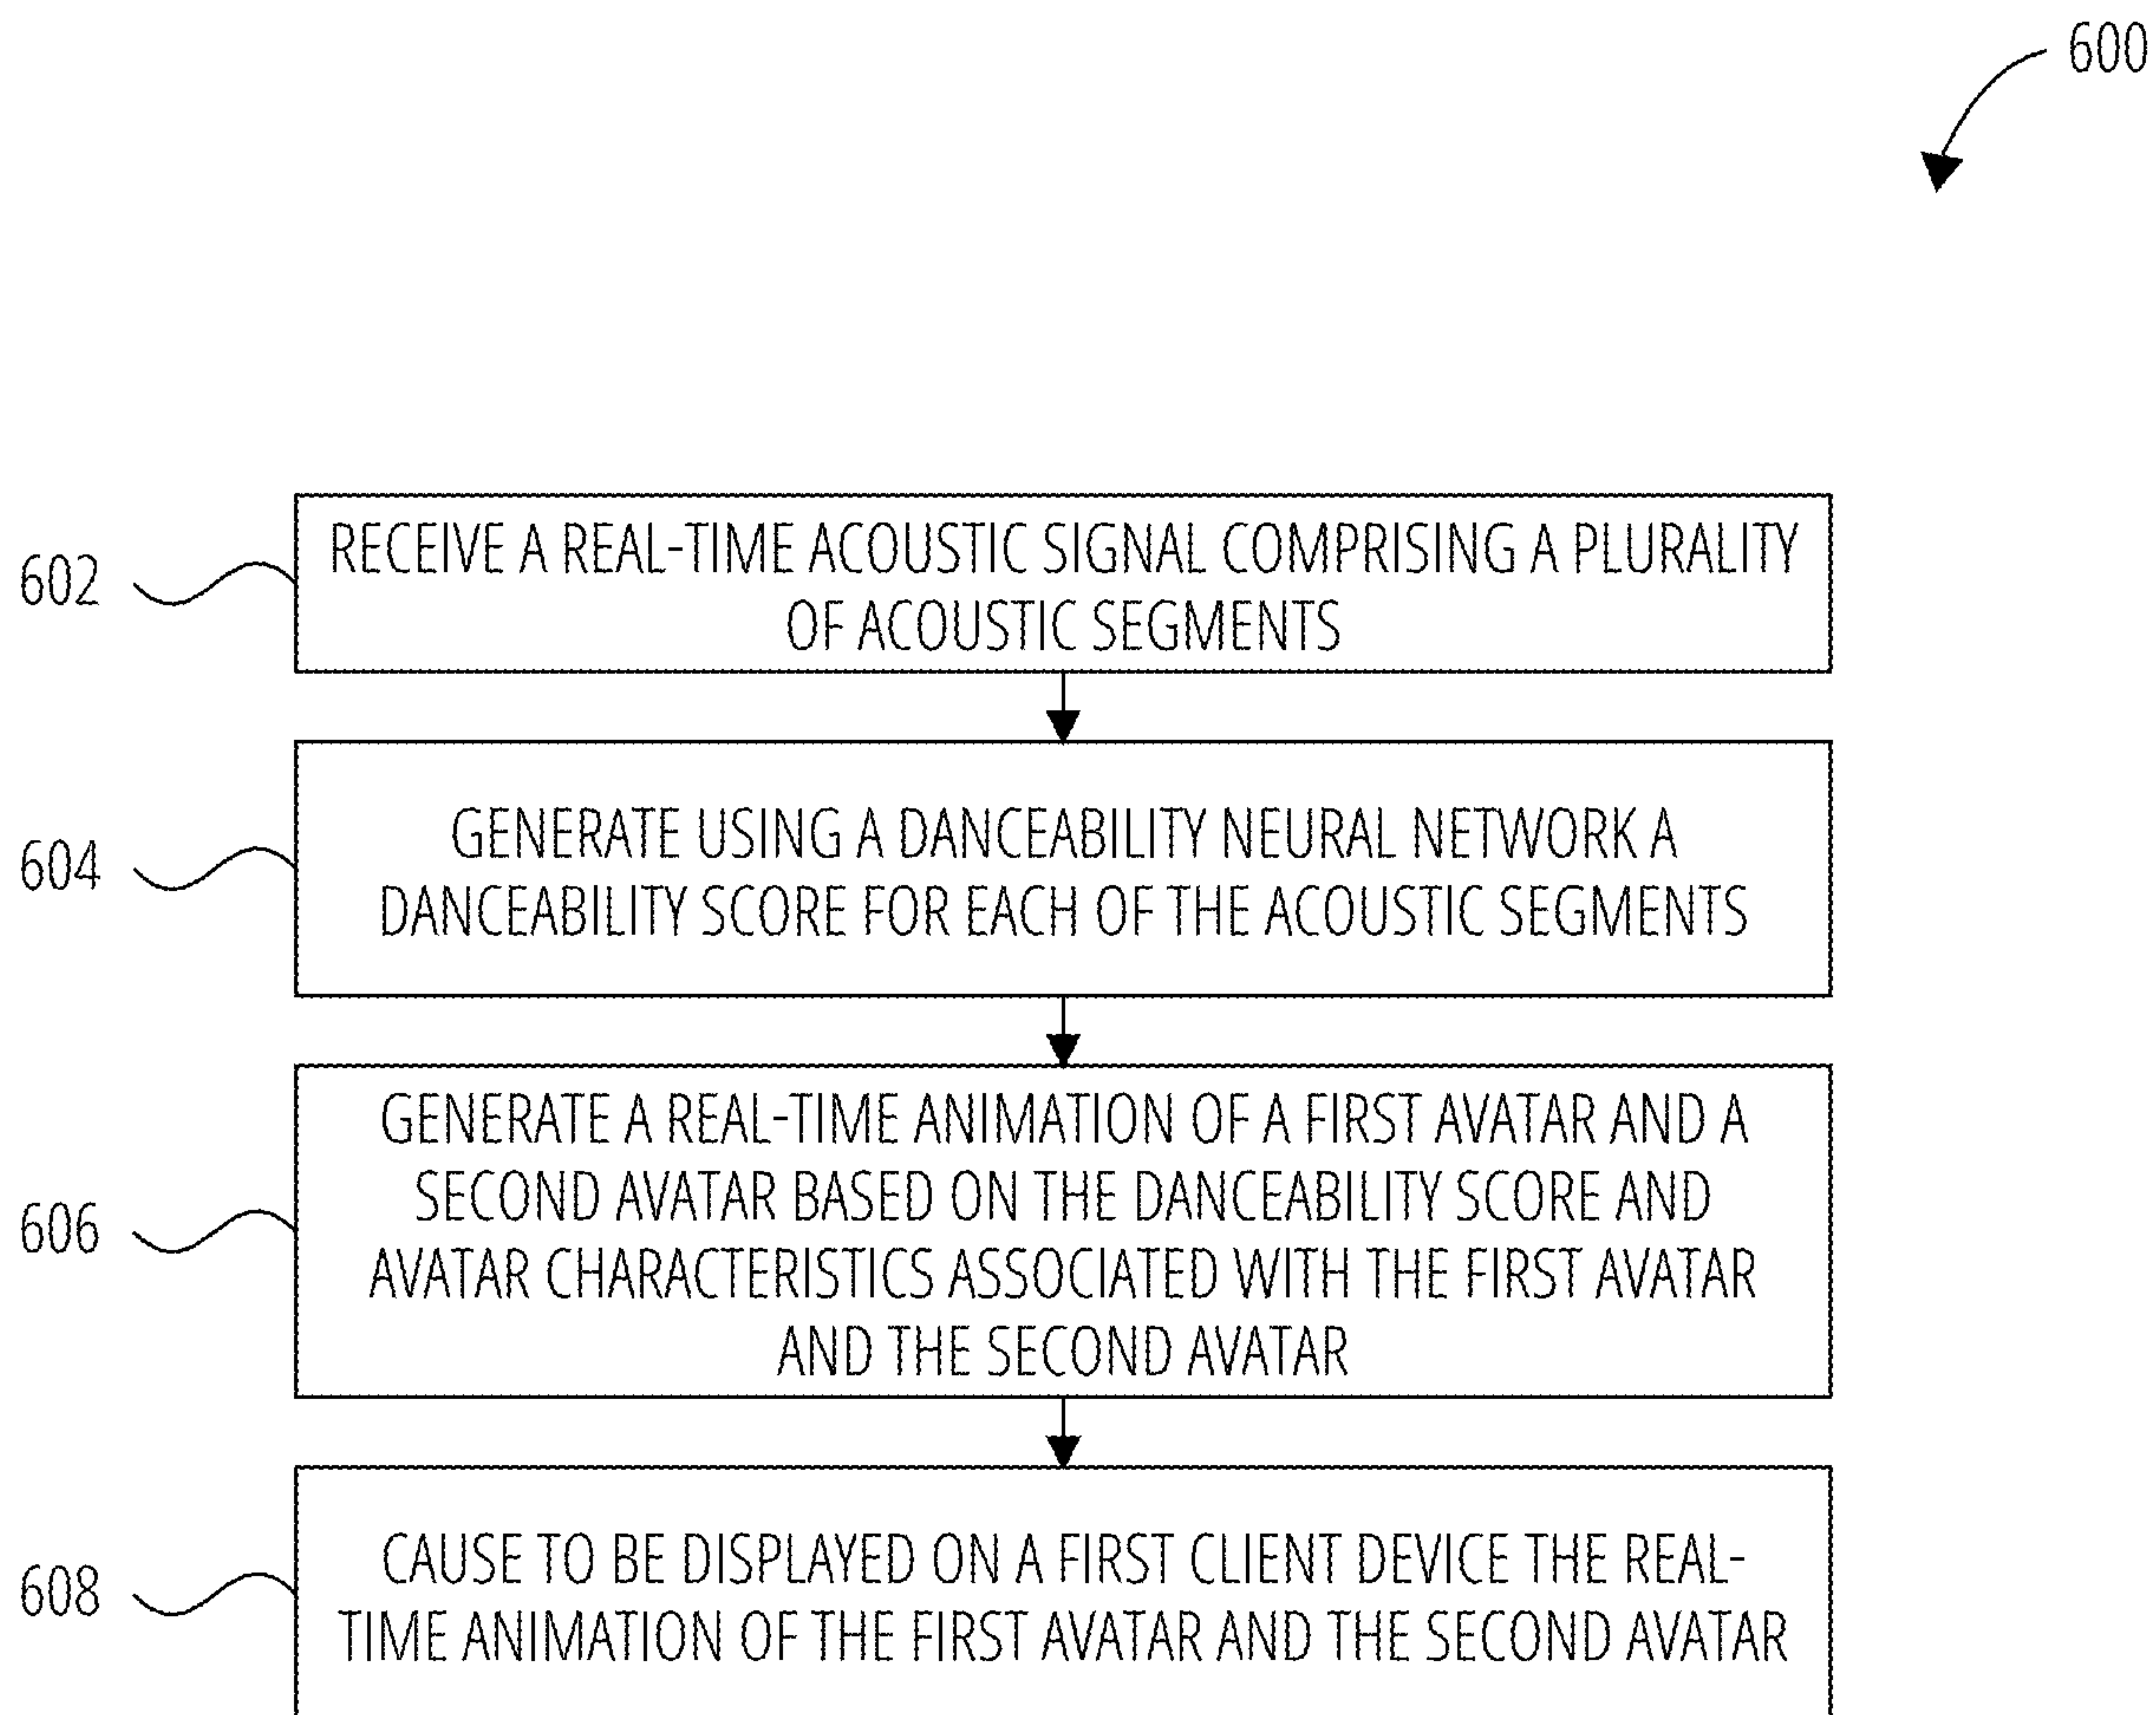 600
602
RECEIVE A REAL-TIME ACOUSTIC SIGNAL COMPRISING A PLURALITY
OF ACOUSTIC SEGMENTS
604
GENERATE USING A DANCEABILITY NEURAL NETWORK A
DANCEABILITY SCORE FOR EACH OF THE ACOUSTIC SEGMENTS
606
GENERATE A REAL-TIME ANIMATION OF A FIRST AVATAR AND A
SECOND AVATAR BASED ON THE DANCEABILITY SCORE AND
AVATAR CHARACTERISTICS ASSOCIATED WITH THE FIRST AVATAR
AND THE SECOND AVATAR
608
CAUSE TO BE DISPLAYED ON A FIRST CLIENT DEVICE THE REAL-
TIME ANIMATION OF THE FIRST AVATAR AND THE SECOND AVATAR